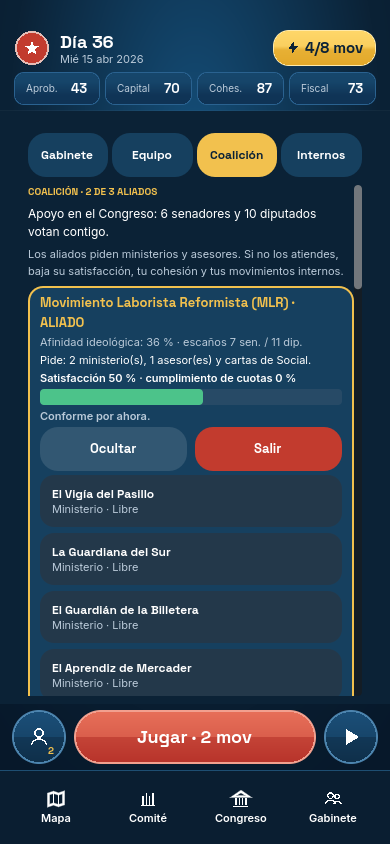 Día 36
Mié 15 abr 2026
4/8 mov
Aprob. 43
Capital 70
Cohes. 87
Fiscal 73
Gabinete
Equipo
Coalición
Internos
COALICIÓN · 2 DE 3 ALIADOS
Apoyo en el Congreso: 6 senadores y 10 diputados
votan contigo.
Los aliados piden ministerios y asesores. Si no los atiendes,
baja su satisfacción, tu cohesión y tus movimientos internos.
Movimiento Laborista Reformista (MLR) ·
ALIADO
Afinidad ideológica: 36 % · escaños 7 sen. / 11 dip.
Pide: 2 ministerio(s), 1 asesor(es) y cartas de Social.
Satisfacción 50 % · cumplimiento de cuotas 0 %
Conforme por ahora.
Ocultar
Salir
El Vigía del Pasillo
Ministerio · Libre
La Guardiana del Sur
Ministerio · Libre
El Guardián de la Billetera
Ministerio · Libre
El Aprendiz de Mercader
Ministerio · Libre
2
Jugar · 2 mov
Mapa
Comité
Congreso
Gabinete